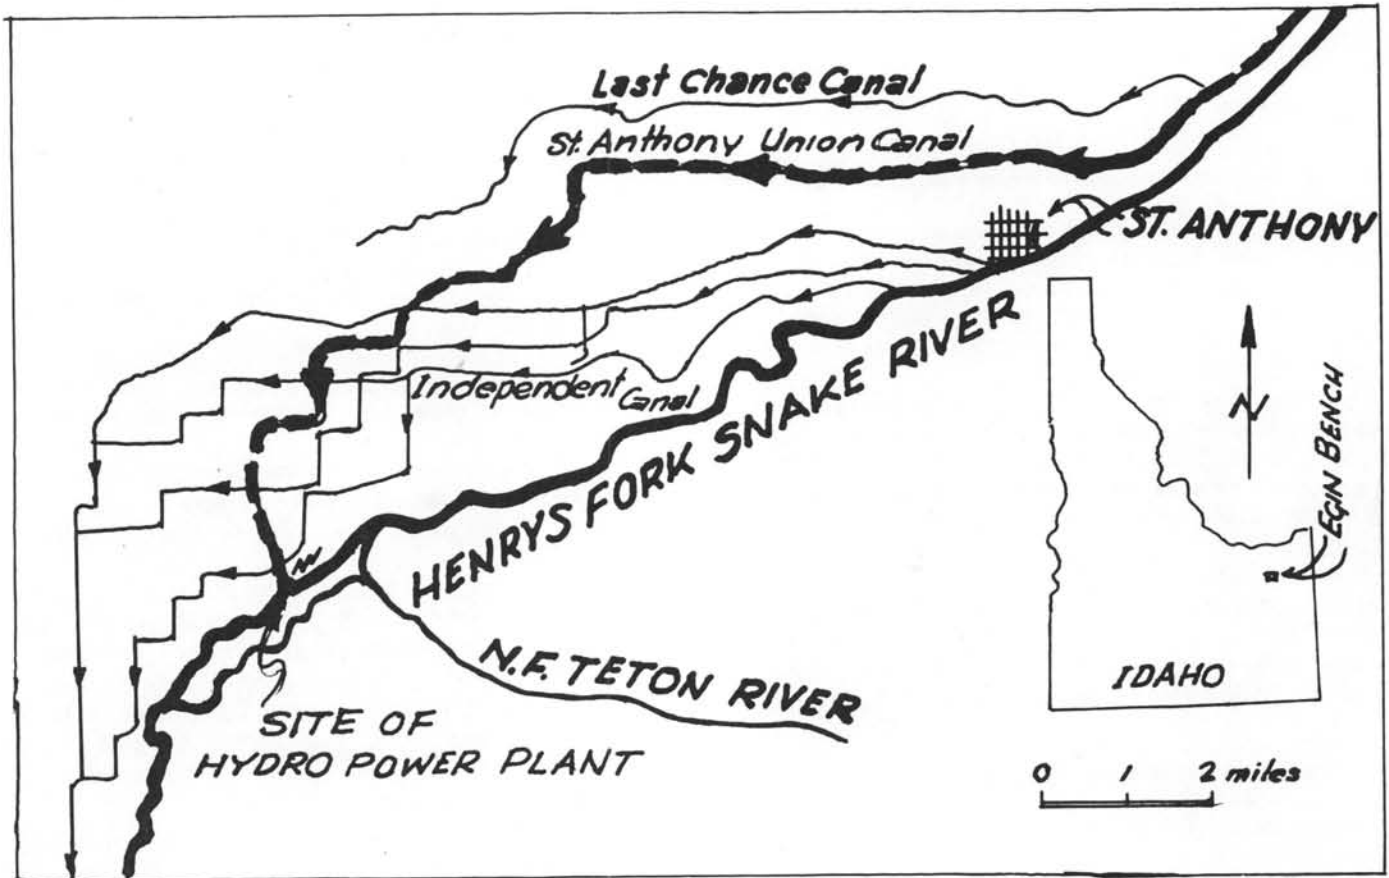 Last Chance Canal
St. Anthony Union Canal
ST. ANTHONY
Independent Canal
HENRYS FORK SNAKE RIVER
N
EGIN BENCH
N.F. TETON RIVER
IDAHO
SITE OF
HYDRO POWER PLANT
0 1 2 miles